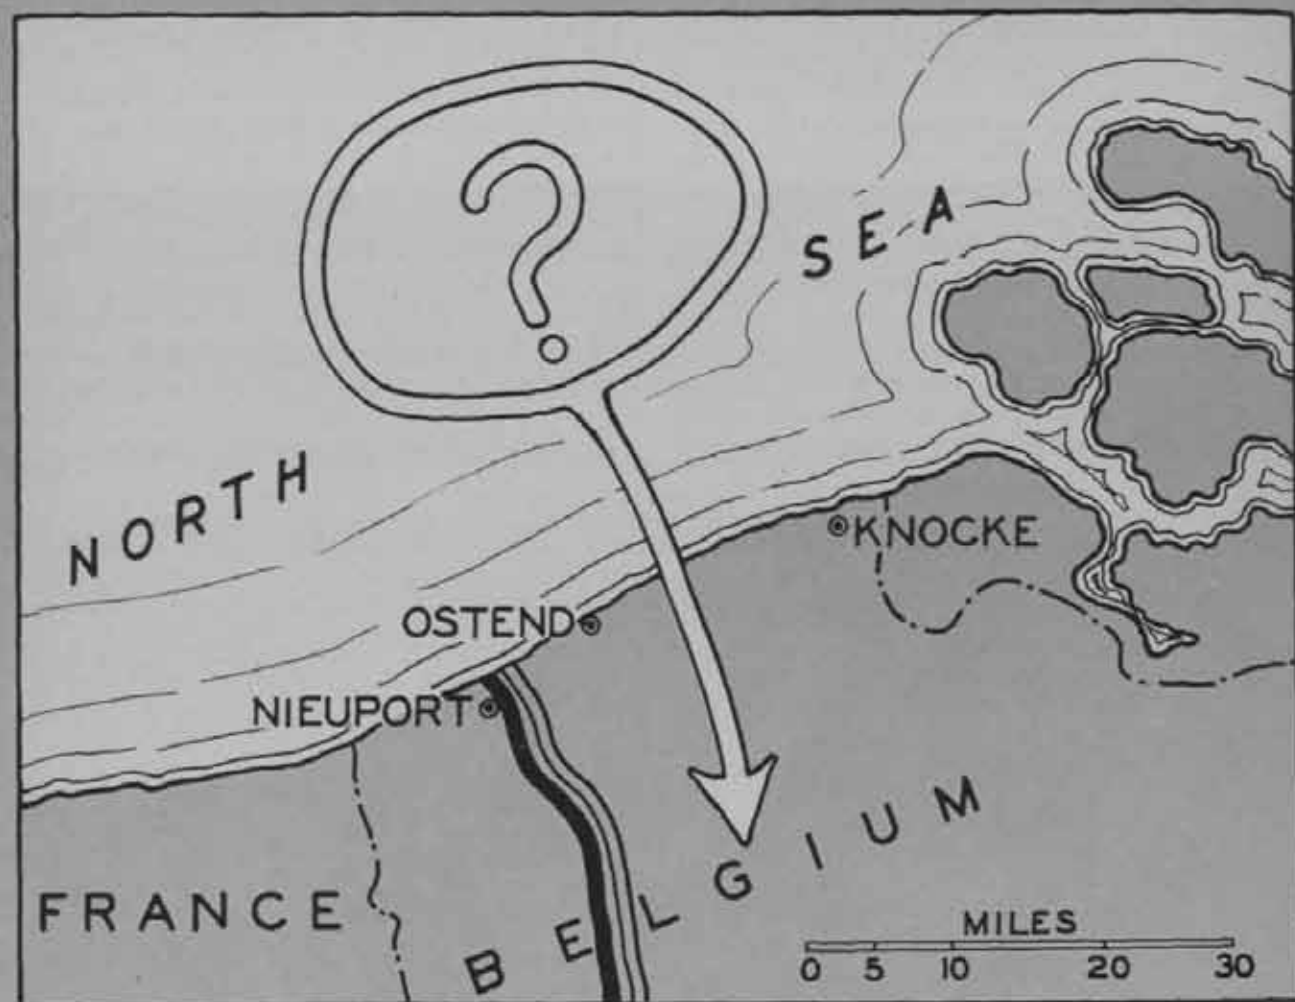 ?
NORTH SEA
KNOCKE
OSTEND
NIEUPORT
FRANCE
BELGIUM
MILES
0 5 10 20 30